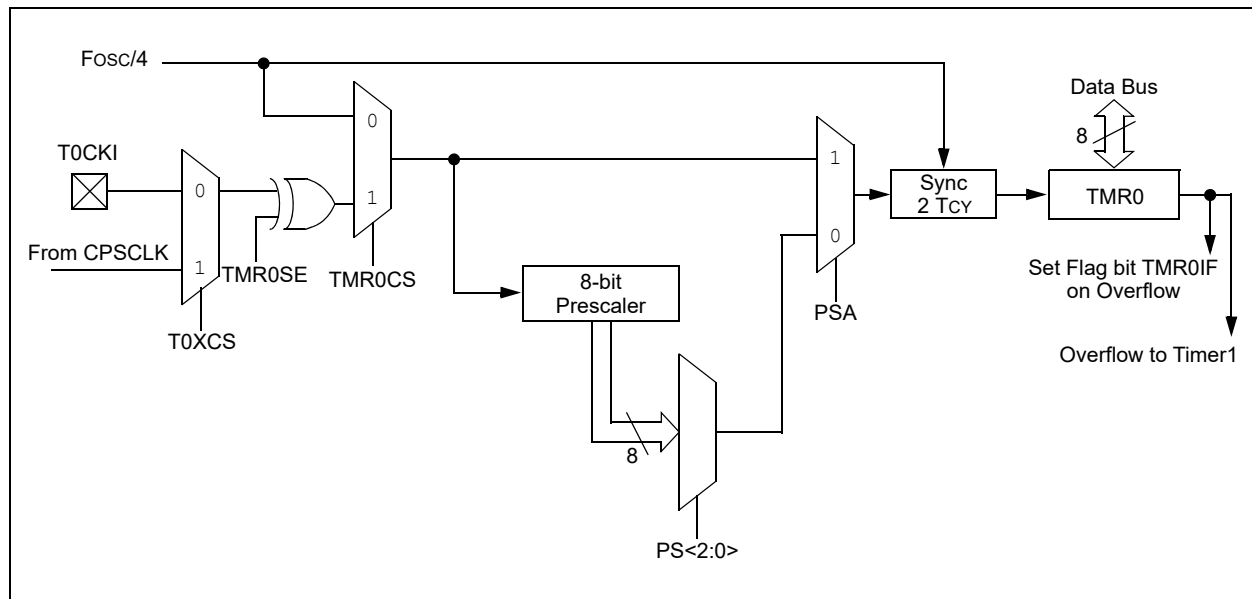 FOSC/4
T0CKI
0
1
From CPSCLK
T0XCS
TMR0SE
0
1
TMR0CS
8-bit
Prescaler
8
PS<2:0>
1
0
PSA
Sync
2 TCY
Data Bus
8
TMR0
Set Flag bit TMR0IF
on Overflow
Overflow to Timer1